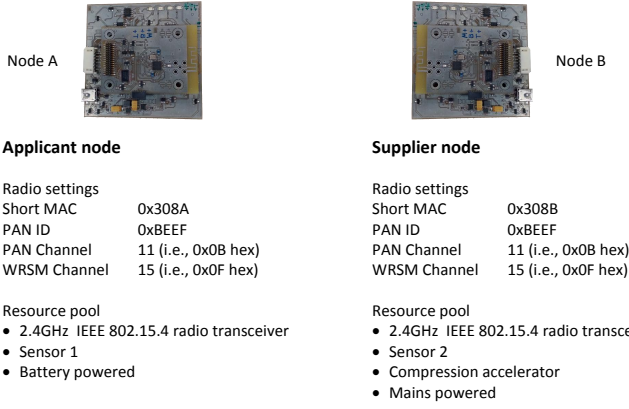 Node A
Node B
Applicant node
Radio settings
Short MAC 0x308A
PAN ID 0xBEEF
PAN Channel 11 (i.e., 0x0B hex)
WRSM Channel 15 (i.e., 0x0F hex)
Resource pool
• 2.4GHz IEEE 802.15.4 radio transceiver
• Sensor 1
• Battery powered
Supplier node
Radio settings
Short MAC 0x308B
PAN ID 0xBEEF
PAN Channel 11 (i.e., 0x0B hex)
WRSM Channel 15 (i.e., 0x0F hex)
Resource pool
• 2.4GHz IEEE 802.15.4 radio transce
• Sensor 2
• Compression accelerator
• Mains powered